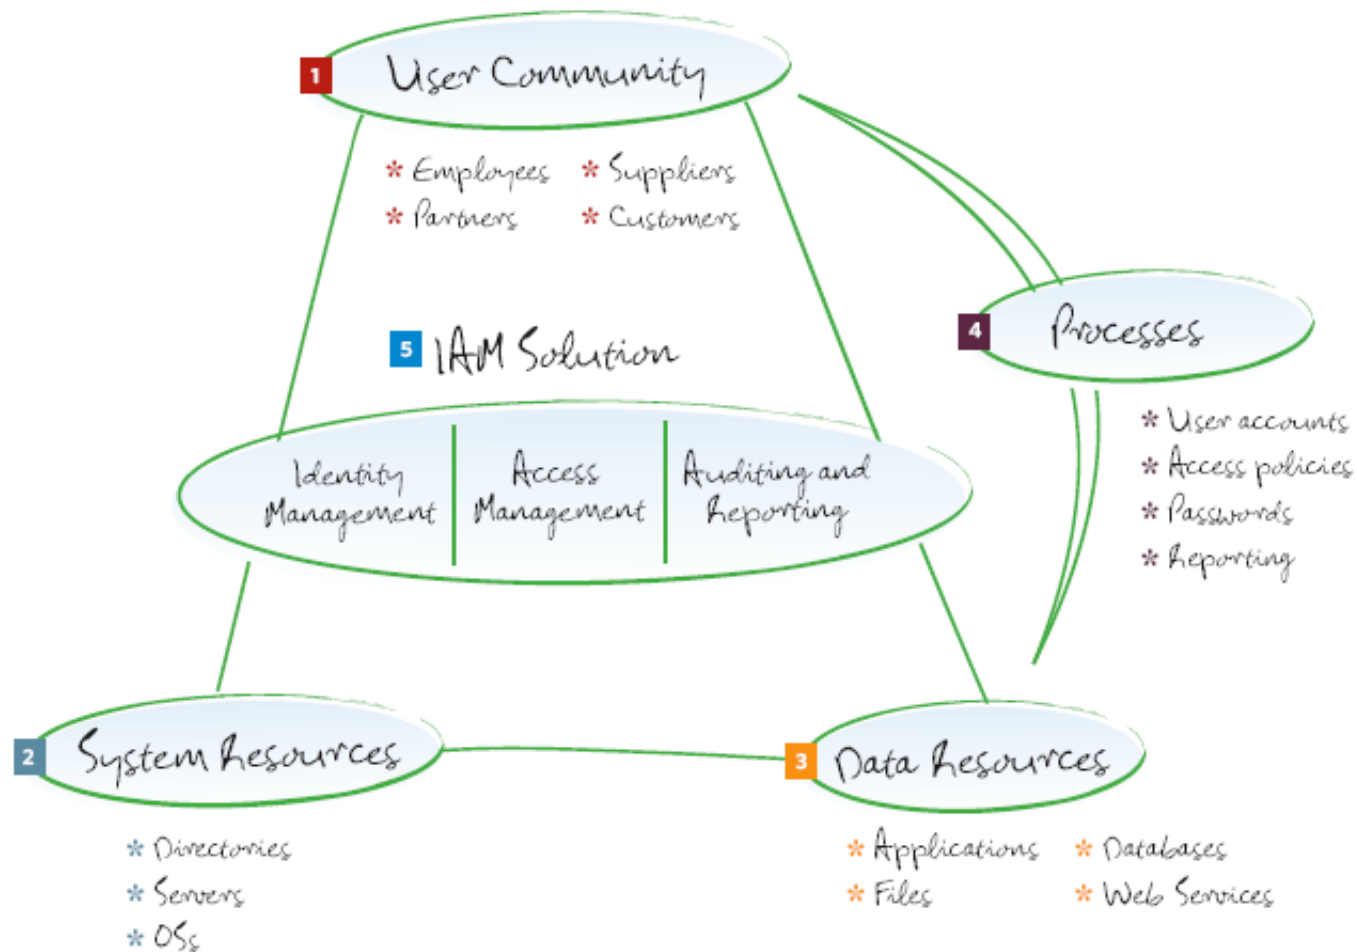 1 User Community
* Employees * Suppliers
* Partners * Customers
5 IAM Solution
4 Processes
* User accounts
* Access policies
* Passwords
* Reporting
Identity Management
Access Management
Auditing and Reporting
2 System Resources
* Directories
* Servers
* OSs
3 Data Resources
* Applications * Databases
* Files * Web Services